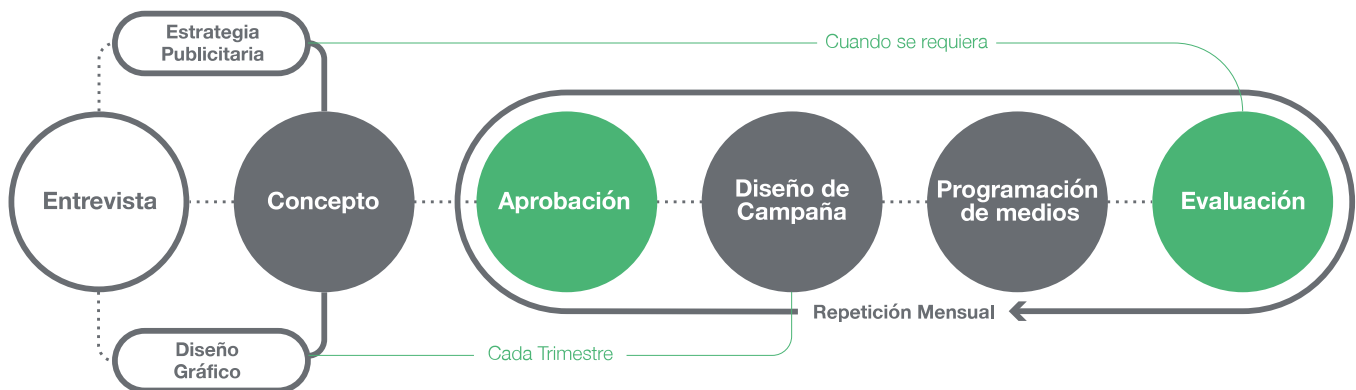 Estrategia
Publicitaria
Cuando se requiera
Entrevista
Concepto
Aprobación
Diseño de
Campaña
Programación
de medios
Evaluación
Repetición Mensual
Cada Trimestre
Diseño
Gráfico